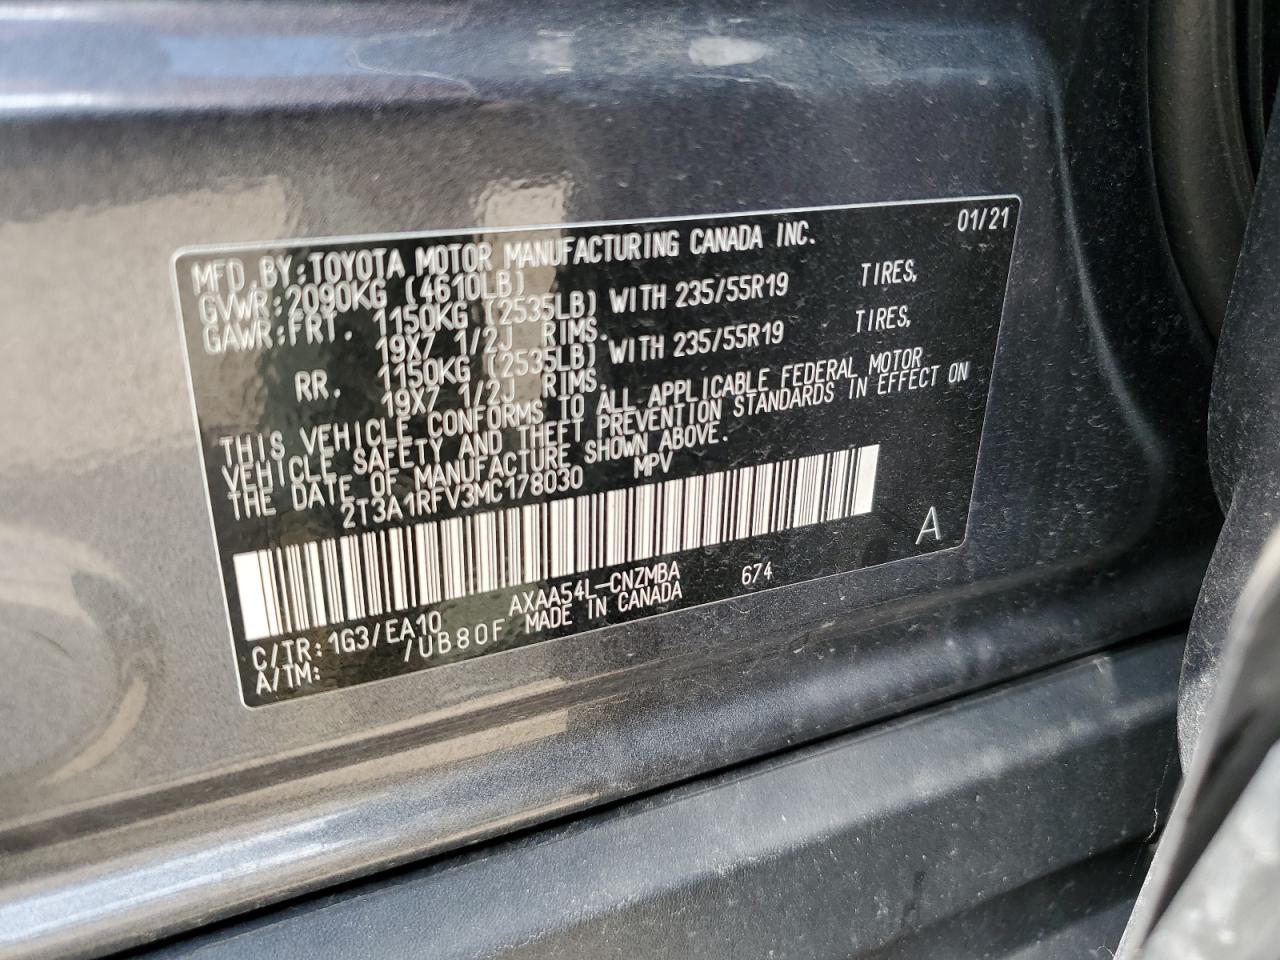 01/21
MFD.BY:TOYOTA MOTOR MANUFACTURING CANADA INC.
GVWR:2090KG (4610LB)
GAWR:FRT. 1150KG (2535LB) WITH 235/55R19 TIRES,
19X7 1/2J RIMS.
RR. 1150KG (2535LB) WITH 235/55R19 TIRES,
19X7 1/2J RIMS.
THIS VEHICLE CONFORMS TO ALL APPLICABLE FEDERAL MOTOR
VEHICLE SAFETY AND THEFT PREVENTION STANDARDS IN EFFECT ON
THE DATE OF MANUFACTURE SHOWN ABOVE.
2T3A1RFV3MC178030 MPV
A
C/TR:1G3/EA10 AXAA54L-CNZMBA 674
A/TM: /UB80F MADE IN CANADA